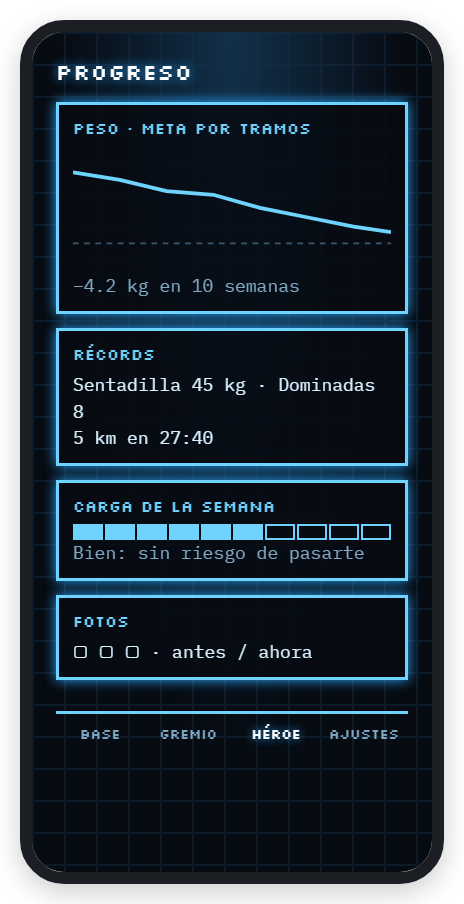 PROGRESO
PESO · META POR TRAMOS
−4.2 kg en 10 semanas
RÉCORDS
Sentadilla 45 kg · Dominadas
8
5 km en 27:40
CARGA DE LA SEMANA
Bien: sin riesgo de pasarte
FOTOS
▢ ▢ ▢ · antes / ahora
BASE GREMIO HÉROE AJUSTES